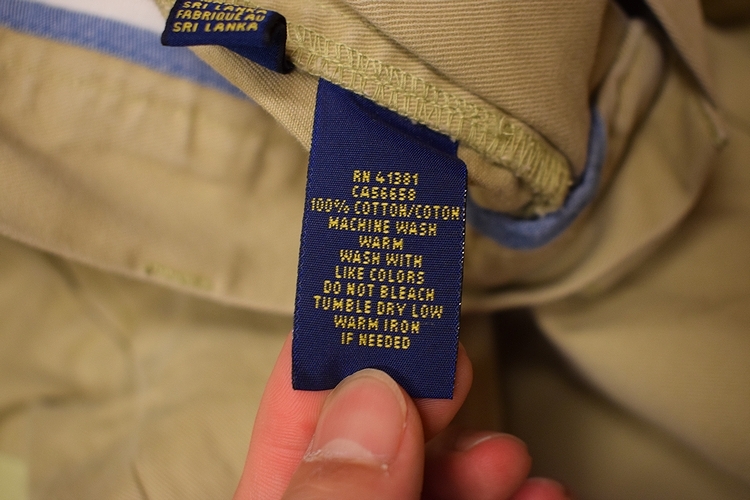 SRI LANKA
FABRIQUÉ AU
SRI LANKA
RN 41381
CA56658
100% COTTON/COTON
MACHINE WASH
WARM
WASH WITH
LIKE COLORS
DO NOT BLEACH
TUMBLE DRY LOW
WARM IRON
IF NEEDED